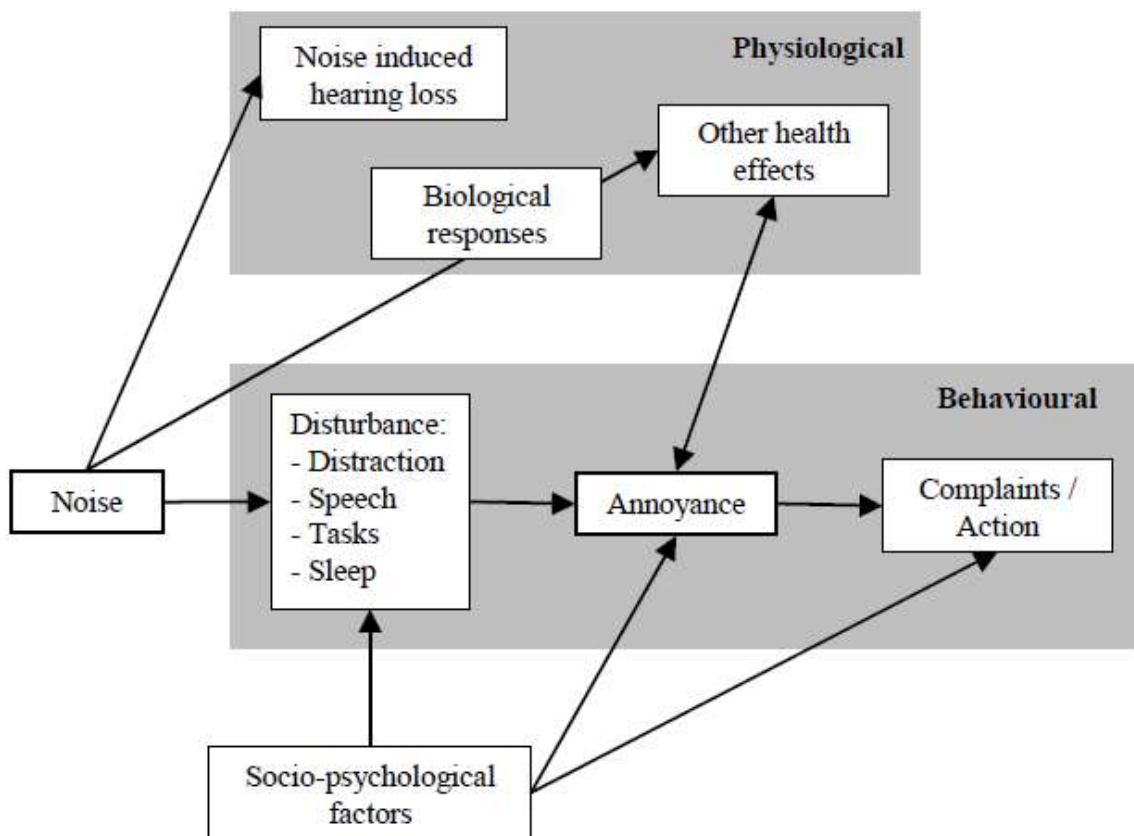 Physiological
Noise induced
hearing loss
Other health
effects
Biological
responses
Behavioural
Disturbance:
- Distraction
- Speech
- Tasks
- Sleep
Noise
Annoyance
Complaints /
Action
Socio-psychological
factors